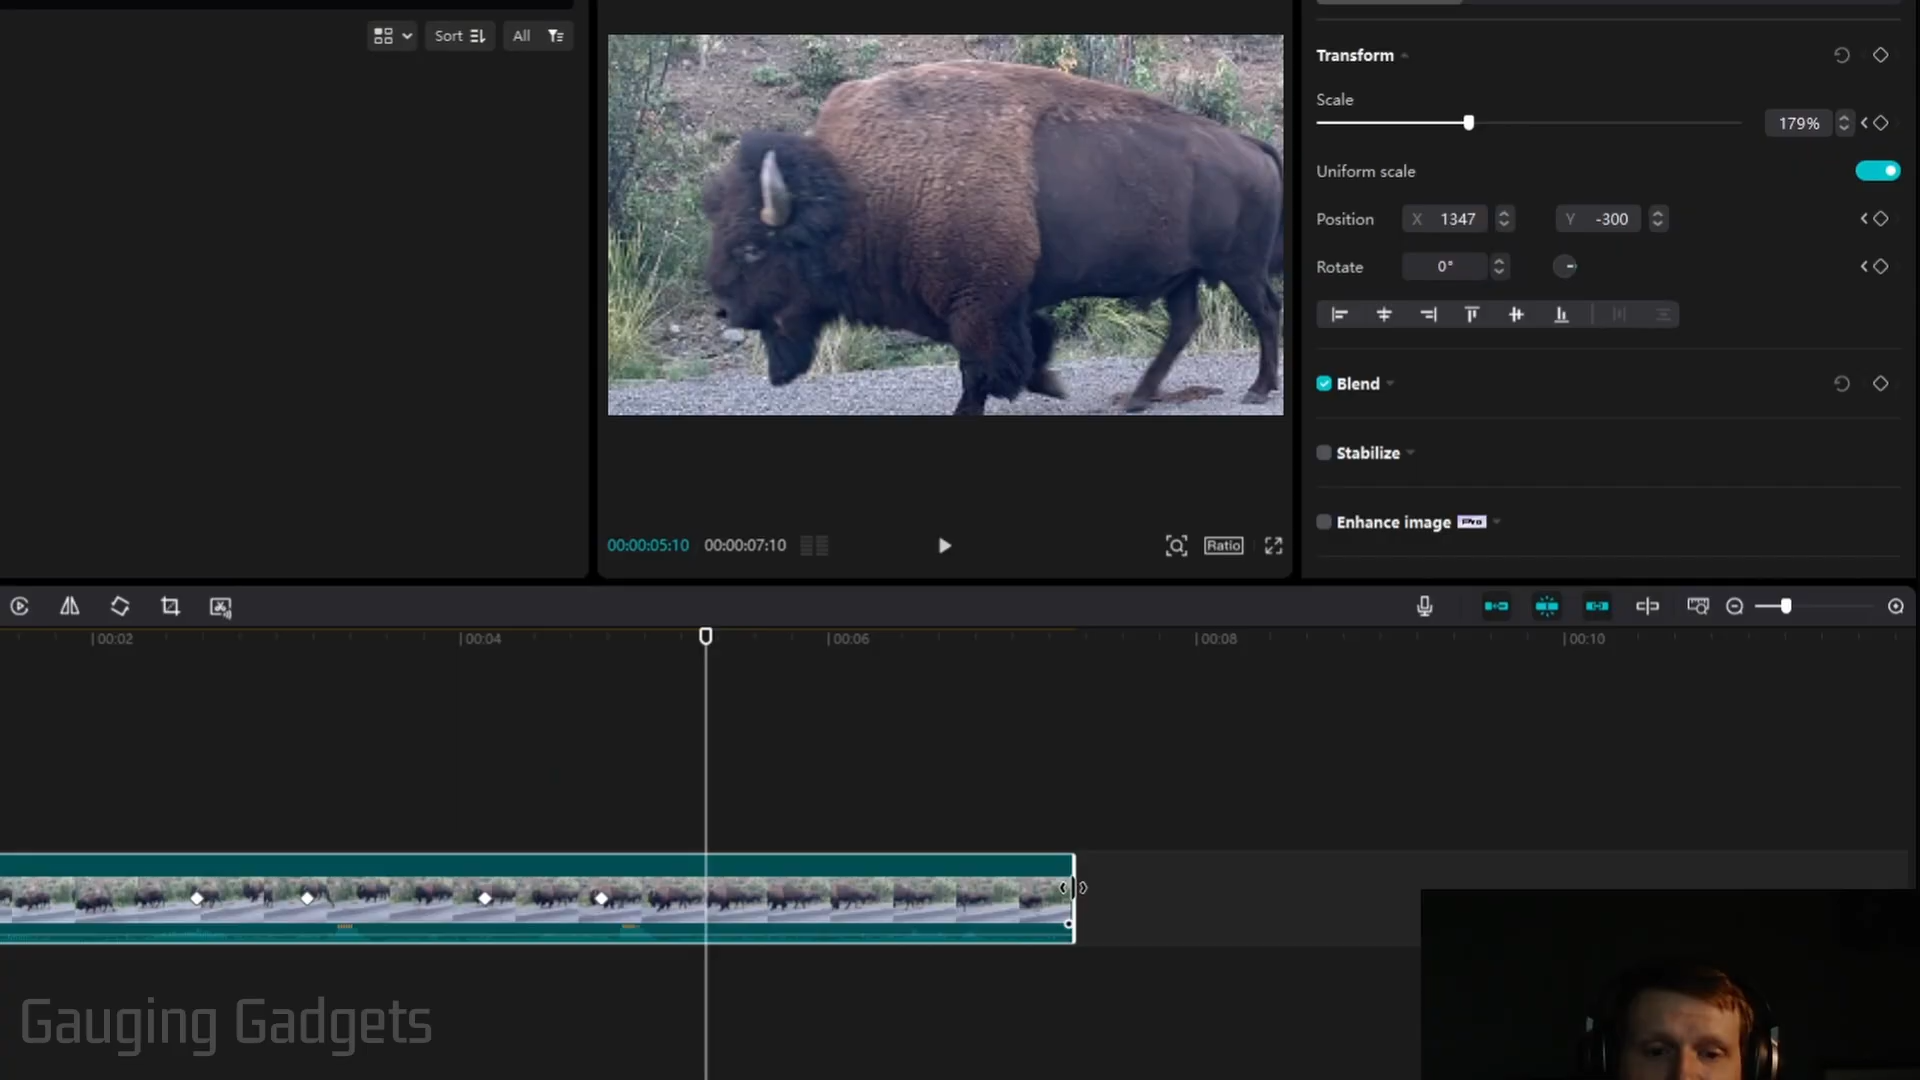 Sort
All
Transform
Scale
179%
Uniform scale
Position X 1347 Y -300
Rotate 0°
Blend
Stabilize
Enhance image Pro
00:00:05:10 00:00:07:10
Ratio
00:02 00:04 00:06 00:08 00:10
Gauging Gadgets